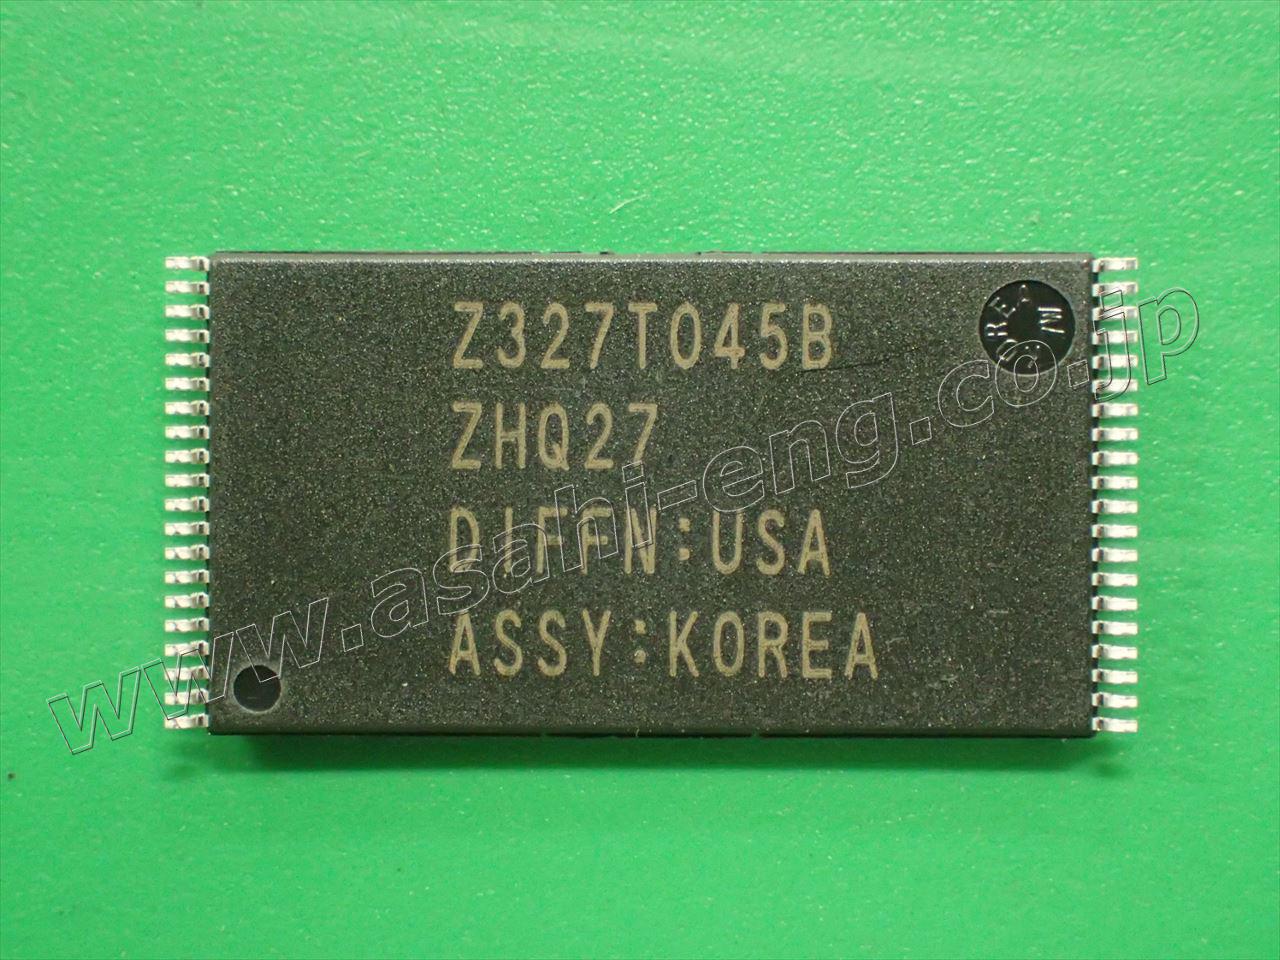 Z327T045B
ZHQ27
DIFFN:USA
ASSY:KOREA
www.asahi-eng.co.jp